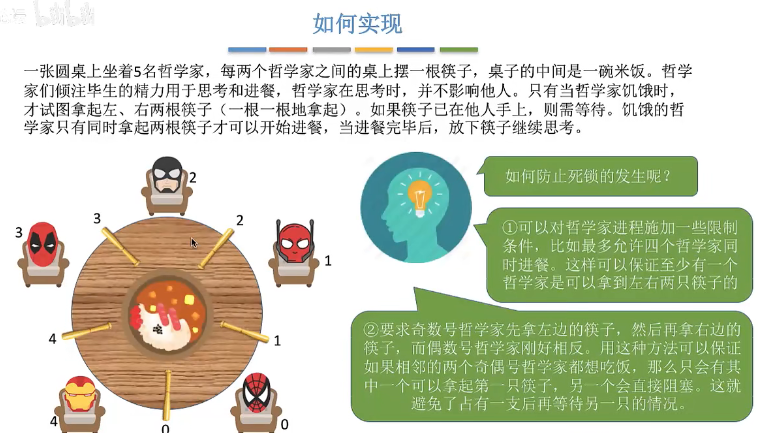 如何实现
一张圆桌上坐着5名哲学家，每两个哲学家之间的桌上摆一根筷子，桌子的中间是一碗米饭。哲学
家们倾注毕生的精力用于思考和进餐，哲学家在思考时，并不影响他人。只有当哲学家饥饿时，
才试图拿起左、右两根筷子（一根一根地拿起）。如果筷子已在他人手上，则需等待。饥饿的哲
学家只有同时拿起两根筷子才可以开始进餐，当进餐完毕后，放下筷子继续思考。
如何防止死锁的发生呢？
①可以对哲学家进程施加一些限制
条件，比如最多允许四个哲学家同
时进餐。这样可以保证至少有一个
哲学家是可以拿到左右两只筷子的
②要求奇数号哲学家先拿左边的筷子，然后再拿右边的
筷子，而偶数号哲学家刚好相反。用这种方法可以保证
如果相邻的两个奇偶号哲学家都想吃饭，那么只会有其
中一个可以拿起第一只筷子，另一个会直接阻塞。这就
避免了占有一支后再等待另一只的情况。
2
3
2
3
1
4
1
4
0
0